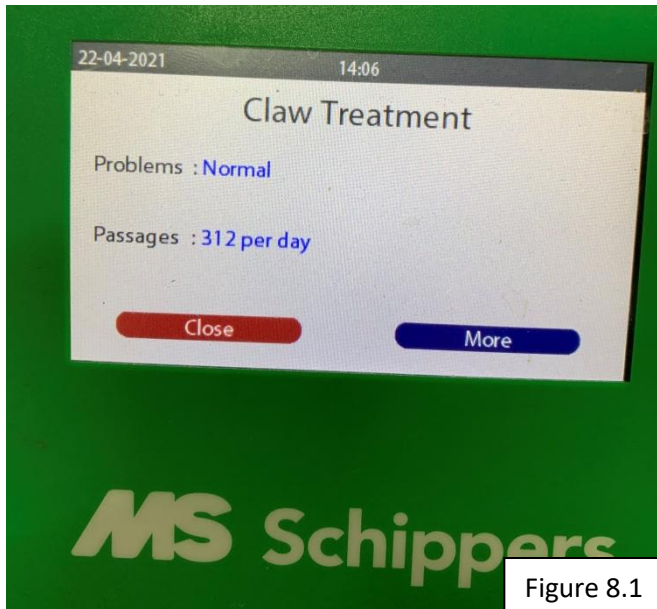 22-04-2021 14:06
Claw Treatment
Problems : Normal
Passages : 312 per day
Close More
MS Schippers
Figure 8.1